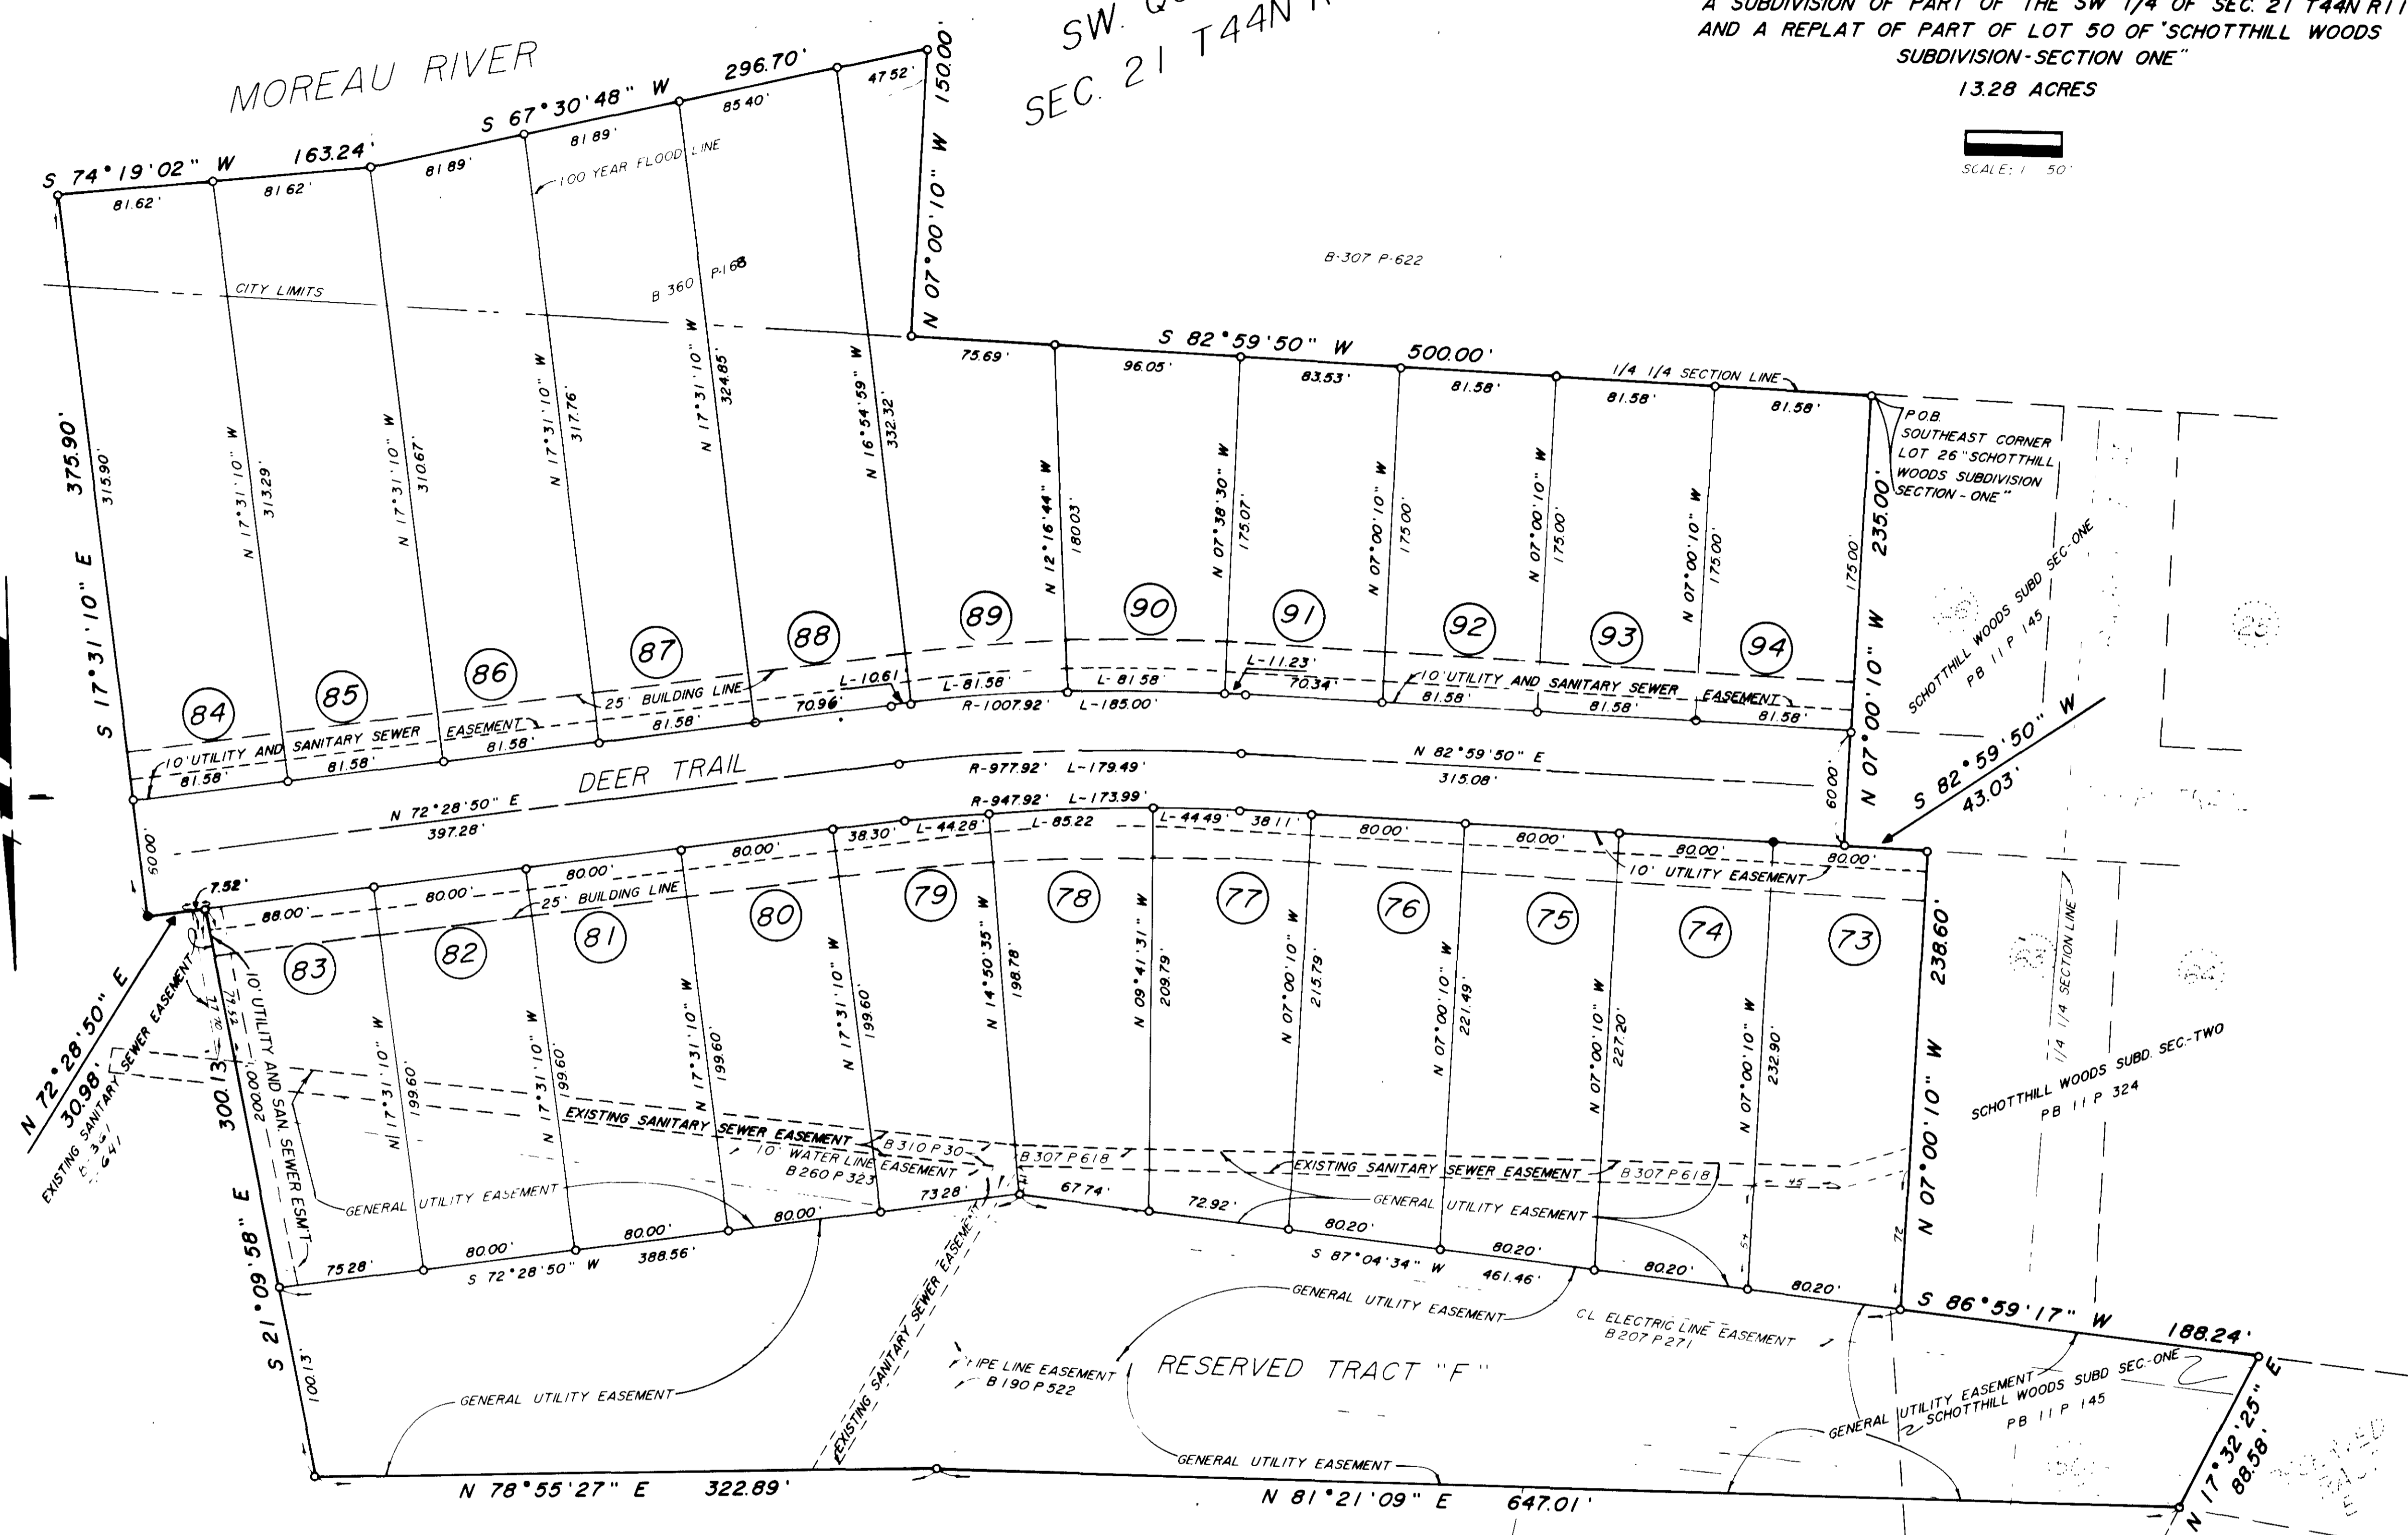 A SUBDIVISION OF PART OF THE SW 1/4 OF SEC. 21 T44N R11
AND A REPLAT OF PART OF LOT 50 OF "SCHOTTHILL WOODS
SUBDIVISION-SECTION ONE"
13.28 ACRES
SCALE: 1 50'
SW.
SEC. 21 T44N
MOREAU RIVER
S 74°19'02" W 163.24'
81.62'
81 62'
S 67°30'48" W 296.70'
81 89'
81 89'
85 40'
47 52'
N 07°00'10" W 150.00'
100 YEAR FLOOD LINE
CITY LIMITS
B 360 P-168
B-307 P-622
S 82°59'50" W 500.00'
75.69'
96.05'
83.53'
81.58'
81.58'
81.58'
1/4 1/4 SECTION LINE
P.O.B.
SOUTHEAST CORNER
LOT 26 "SCHOTTHILL
WOODS SUBDIVISION
SECTION-ONE"
S 17°31'10" E 375.90'
315.90'
N 17°31'10" W
313.29'
N 17°31'10" W
310.67'
N 17°31'10" W
317.76'
N 17°31'10" W
324.85'
N 16°54'59" W
332.32'
N 12°16'44" W
180 03'
N 07°38'30" W
175.07'
N 07°00'10" W
175 00'
N 07°00'10" W
175.00'
N 07°00'10" W
175.00'
175.00'
235.00'
N 07°00'10" W
SCHOTTHILL WOODS SUBD SEC-ONE
PB 11 P 145
25
84
85
86
87
88
89
90
91
92
93
94
10' UTILITY AND SANITARY SEWER EASEMENT
25' BUILDING LINE
81.58'
81.58'
81.58'
81.58'
70.96'
L-10.61
L-81.58'
L-81 58'
L-11.23'
70.34'
R-1007.92' L-185.00'
10' UTILITY AND SANITARY SEWER EASEMENT
81.58'
81.58'
81.58'
DEER TRAIL
N 72°28'50" E
397.28'
R-977.92' L-179.49'
N 82°59'50" E
315.08'
60.00'
60.00'
S 82°59'50" W
43.03'
R-947.92' L-173.99'
7.52'
88.00'
80.00'
80.00'
80.00'
38.30'
L-44.28'
L-85.22
L-44.49'
38.11'
80.00'
80.00'
80.00'
80.00'
10' UTILITY EASEMENT
25' BUILDING LINE
83
82
81
80
79
78
77
76
75
74
73
N 72°28'50" E
30.98'
EXISTING SANITARY SEWER EASEMENT
300.13'
S 21°09'58" E
200.00'
10' UTILITY AND SAN. SEWER ESMT
100.13'
N 17°31'10" W
199.60'
N 17°31'10" W
199.60'
N 17°31'10" W
199.60'
N 17°31'10" W
199.60'
N 14°50'35" W
198.78'
N 09°41'31" W
209.79'
N 07°00'10" W
215.79'
N 07°00'10" W
221.49'
N 07°00'10" W
227.20'
N 07°00'10" W
232.90'
238.60'
N 07°00'10" W
1/4 1/4 SECTION LINE
SCHOTTHILL WOODS SUBD. SEC.-TWO
PB 11 P 324
EXISTING SANITARY SEWER EASEMENT
B 310 P 30
10' WATER LINE EASEMENT
B 260 P 323
B 307 P 618
EXISTING SANITARY SEWER EASEMENT
B 307 P 618
45
54
72
GENERAL UTILITY EASEMENT
GENERAL UTILITY EASEMENT
75 28'
80.00'
80.00'
80.00'
73 28'
S 72°28'50" W 388.56'
67 74'
72.92'
80.20'
80.20'
80.20'
80.20'
S 87°04'34" W 461.46'
S 86°59'17" W 188.24'
EXISTING SANITARY SEWER EASEMENT
GENERAL UTILITY EASEMENT
CL ELECTRIC LINE EASEMENT
B 207 P 271
PIPE LINE EASEMENT
B 190 P 522
RESERVED TRACT "F"
GENERAL UTILITY EASEMENT
GENERAL UTILITY EASEMENT
GENERAL UTILITY EASEMENT
SCHOTTHILL WOODS SUBD SEC-ONE
PB 11 P 145
N 17°32'25" E
88.58'
N 78°55'27" E 322.89'
N 81°21'09" E 647.01'